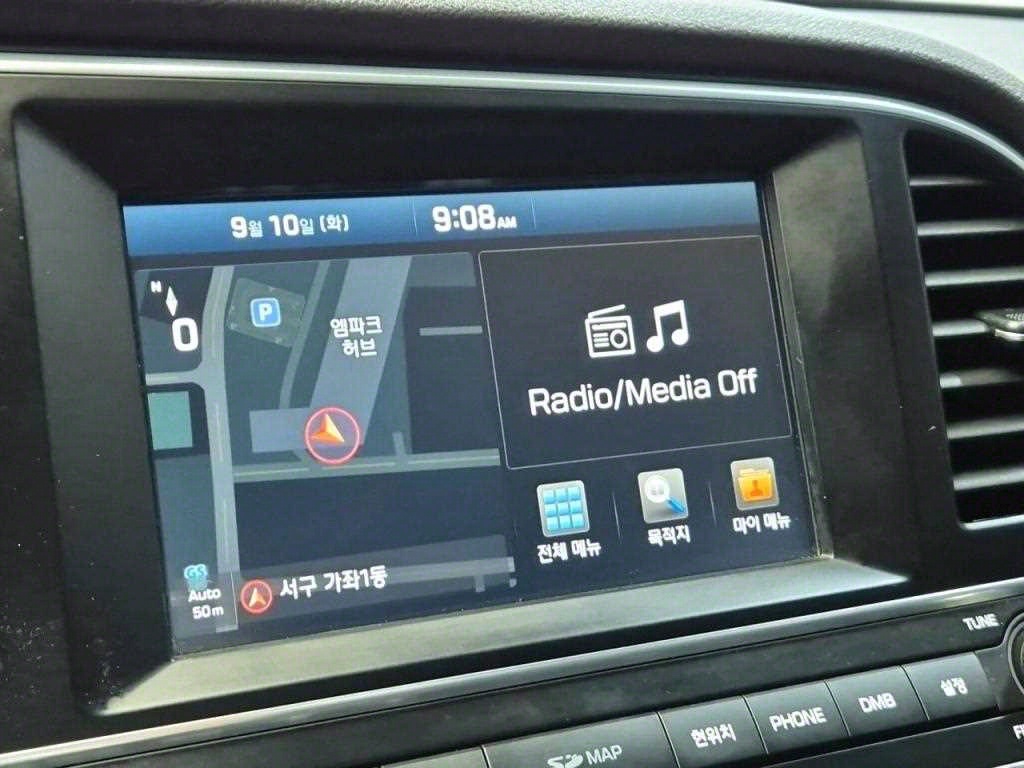 9월 10일 (화) 9:08 AM
N
0
P
엠파크
허브
Radio/Media Off
전체 메뉴
목적지
마이 메뉴
GS
Auto
50m
서구 가좌1동
TUNE
MAP
현위치
PHONE
DMB
설정